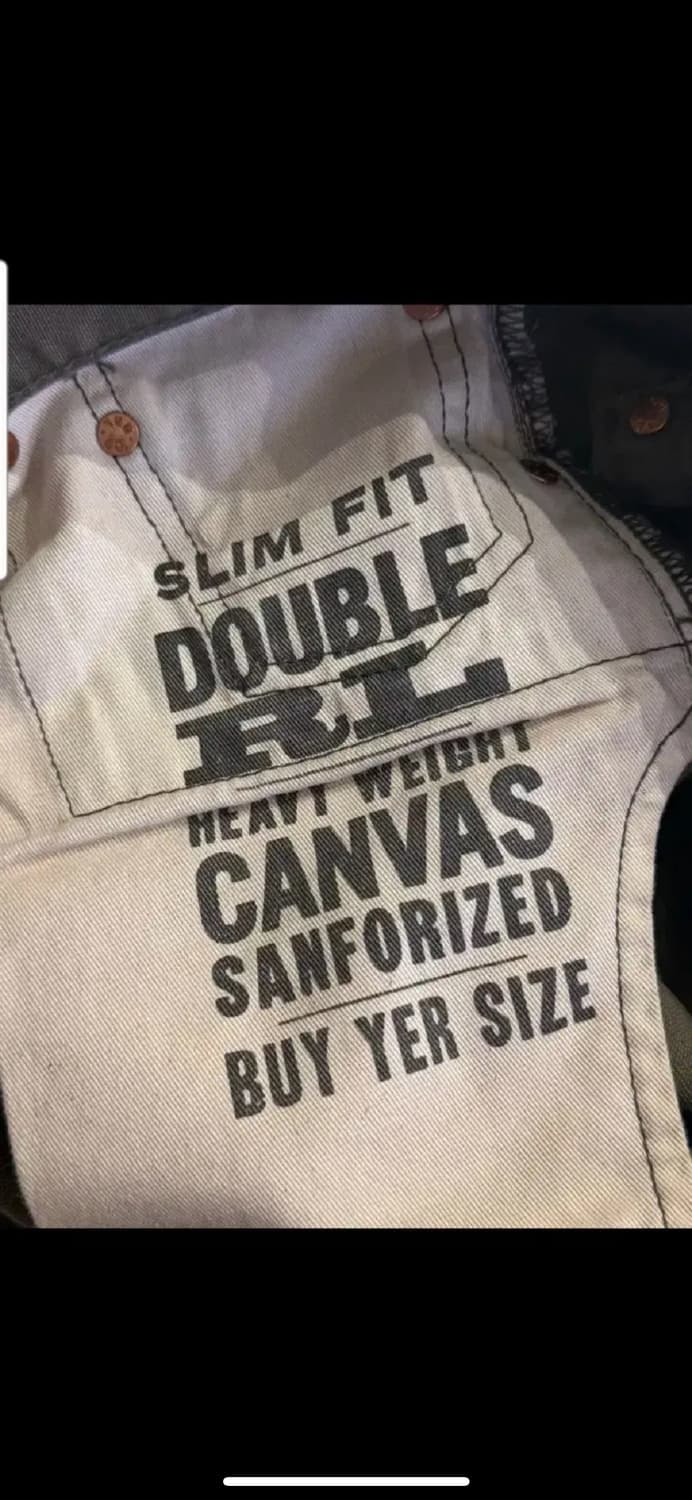 SLIM FIT
DOUBLE
RL
HEAVY WEIGHT
CANVAS
SANFORIZED
BUY YER SIZE